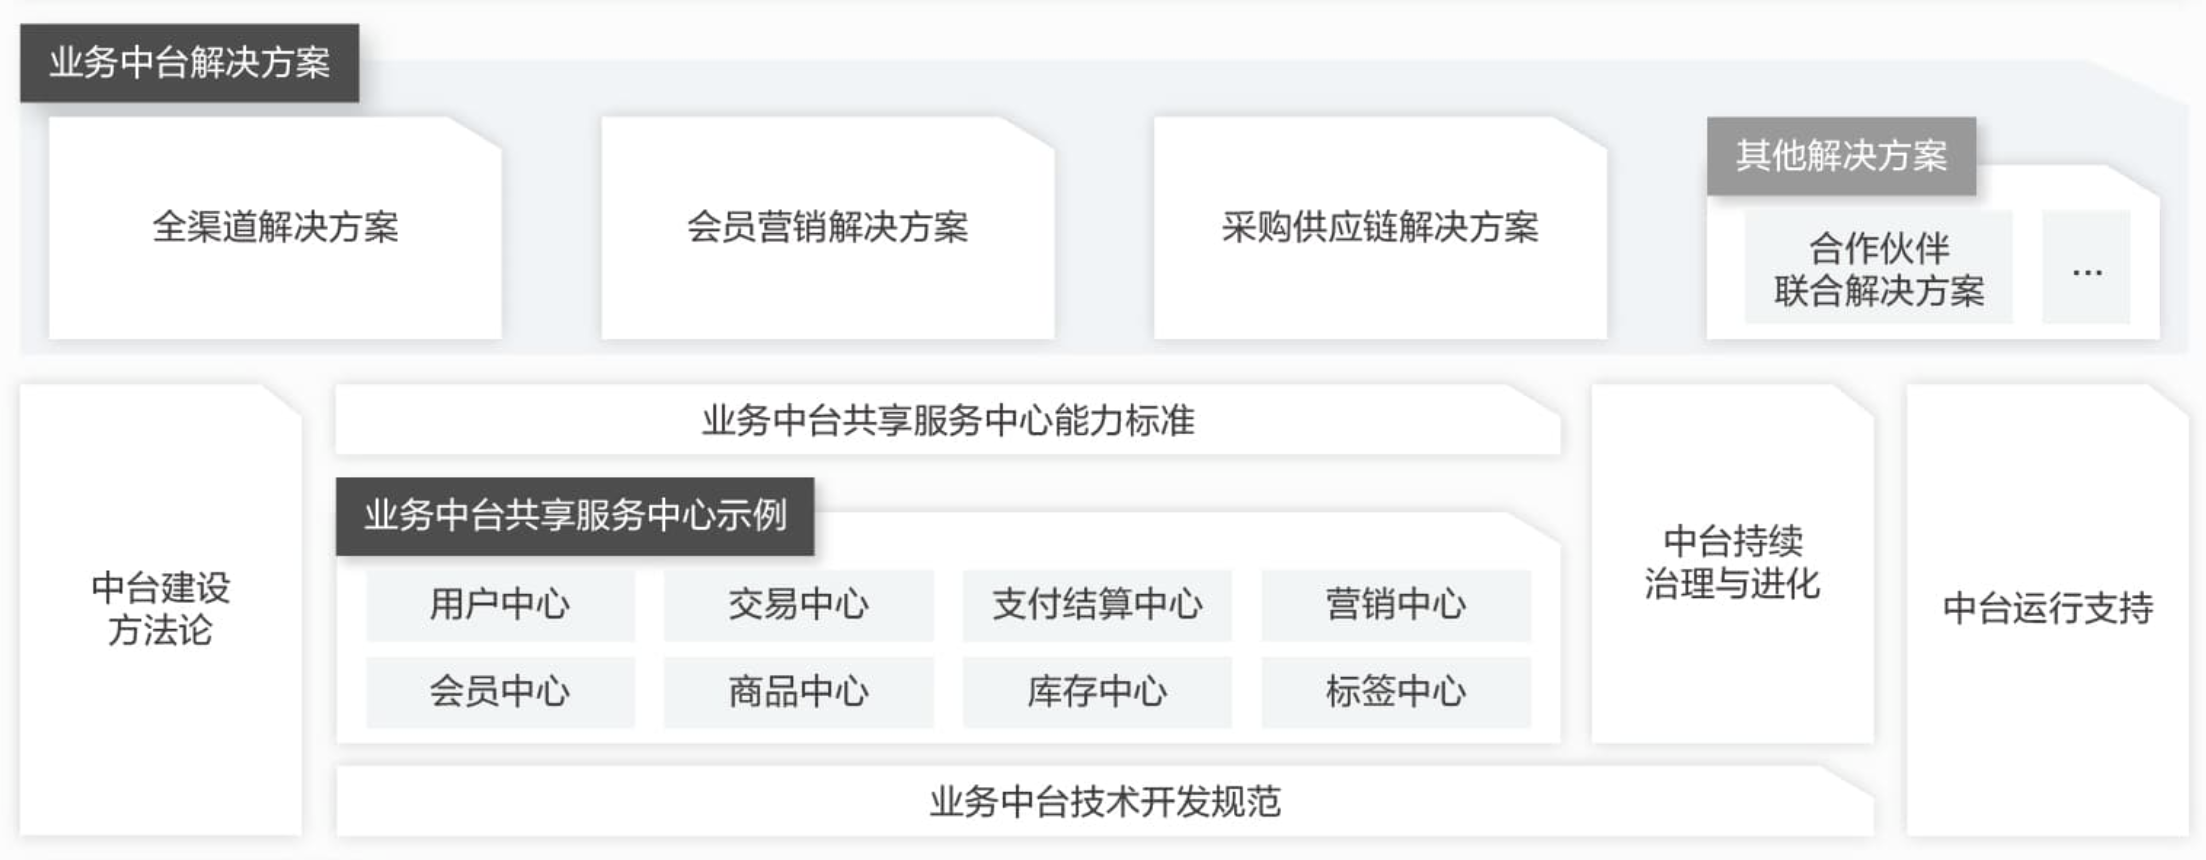 业务中台解决方案
全渠道解决方案
会员营销解决方案
采购供应链解决方案
其他解决方案
合作伙伴
联合解决方案
...
中台建设
方法论
业务中台共享服务中心能力标准
业务中台共享服务中心示例
用户中心
交易中心
支付结算中心
营销中心
会员中心
商品中心
库存中心
标签中心
业务中台技术开发规范
中台持续
治理与进化
中台运行支持